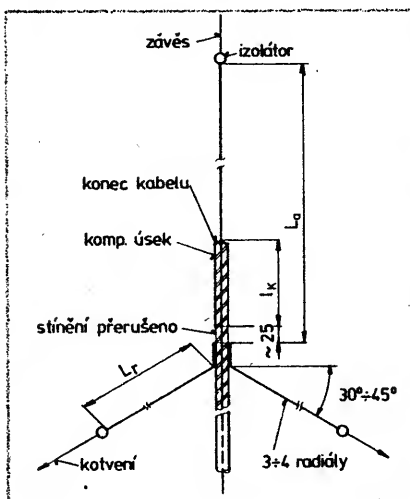 závěs
izolátor
La
konec kabelu
komp. úsek
lk
stínění přerušeno
~ 25
Lr
30°÷45°
kotvení
3÷4 radiály